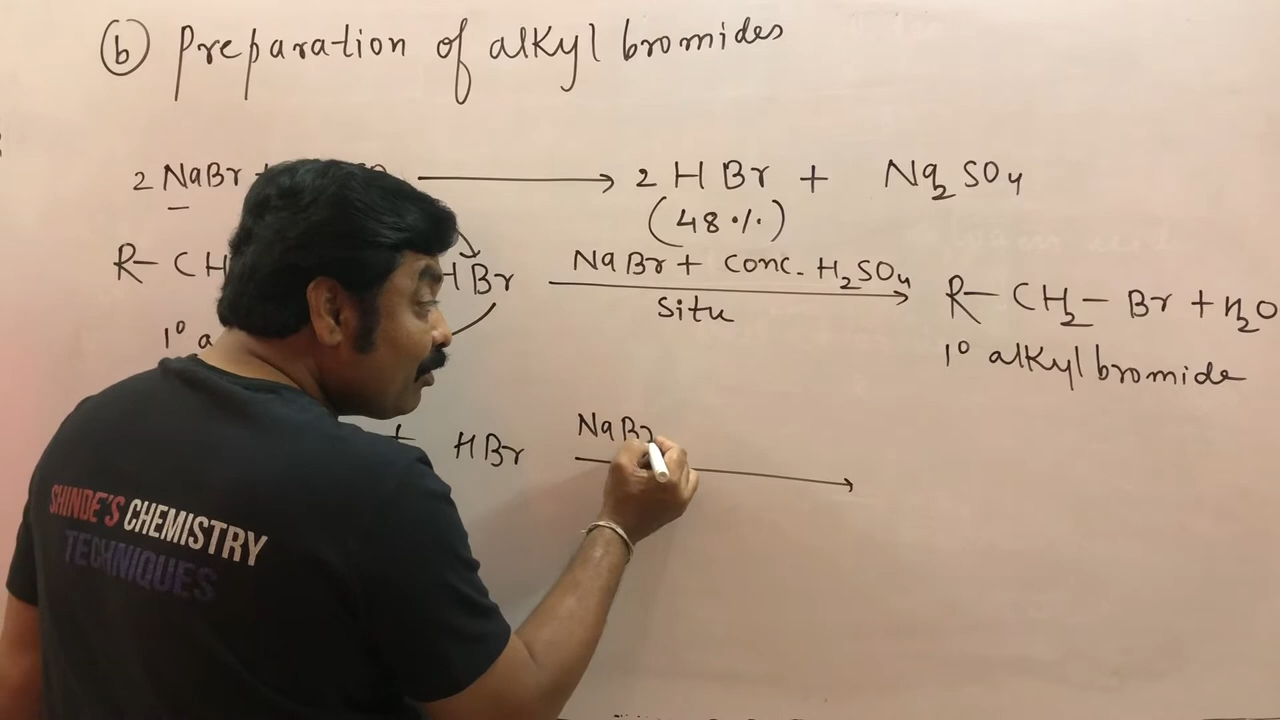 (b) Preparation of alkyl bromides
2 NaBr + ⟶ 2 HBr + Na2SO4
(48 %)
R– CH HBr NaBr + conc. H2SO4 ⟶ R– CH2 – Br + H2O
situ
1° a 1° alkyl bromide
+ HBr NaBr ⟶
SHINDE'S CHEMISTRY
TECHNIQUES